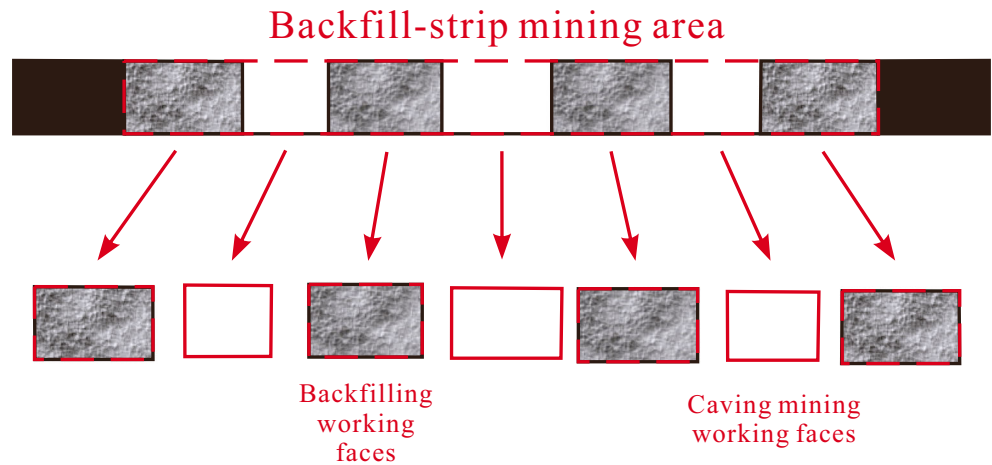 Backfill-strip mining area
Backfilling
working
faces
Caving mining
working faces